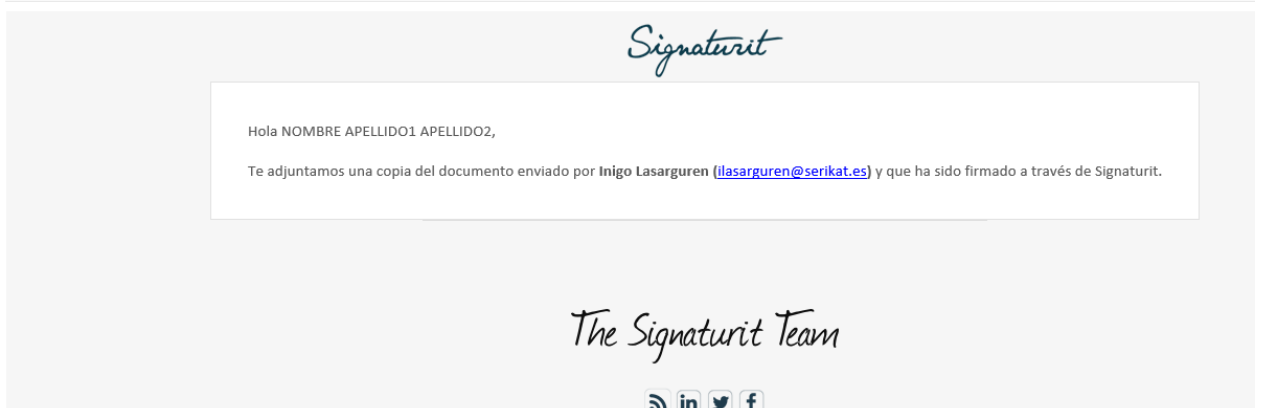 Signaturit
Hola NOMBRE APELLIDO1 APELLIDO2,
Te adjuntamos una copia del documento enviado por Inigo Lasarguren (ilasarguren@serikat.es) y que ha sido firmado a través de Signaturit.
The Signaturit Team